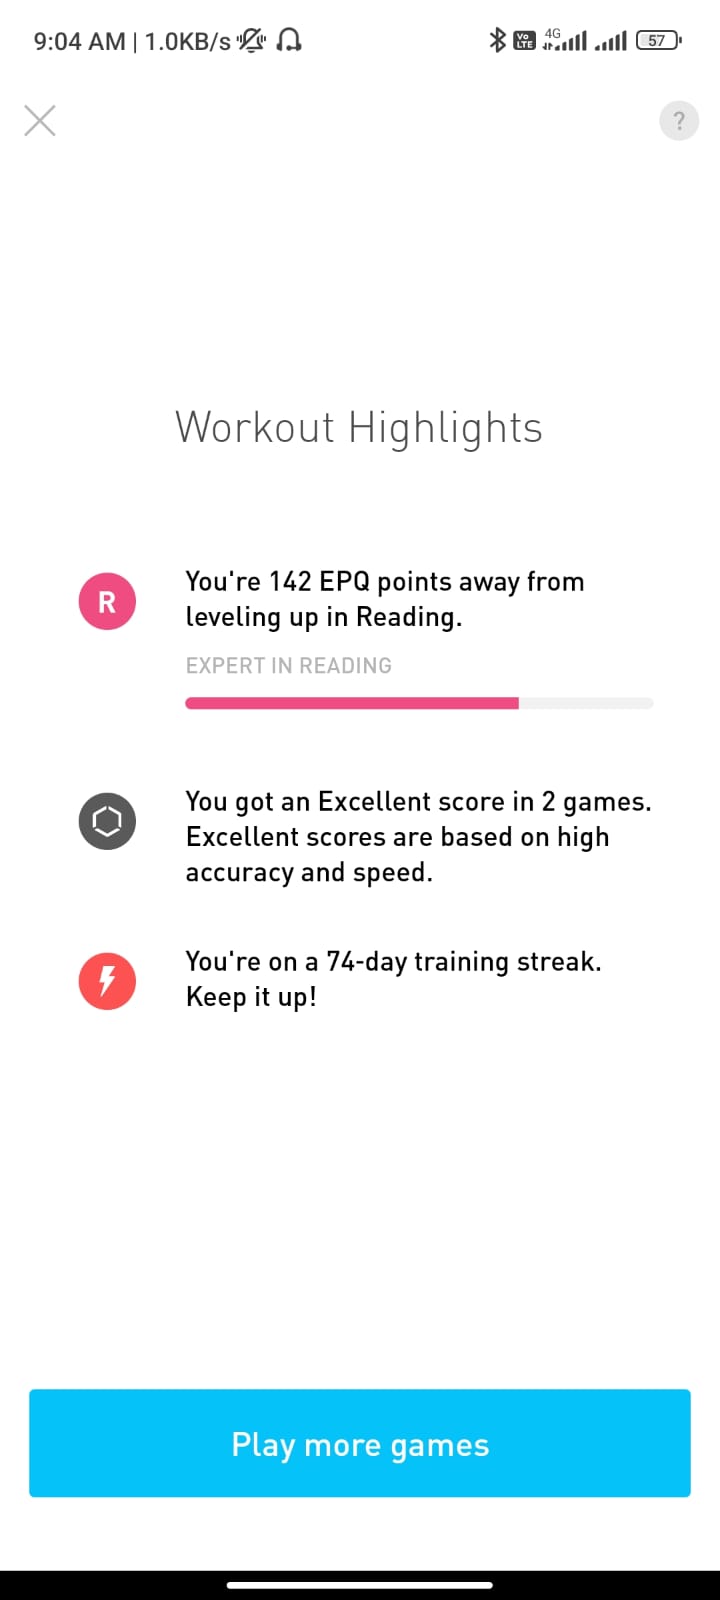 9:04 AM | 1.0KB/s Vo LTE 4G 57
?
Workout Highlights
R
You're 142 EPQ points away from
leveling up in Reading.
EXPERT IN READING
You got an Excellent score in 2 games.
Excellent scores are based on high
accuracy and speed.
You're on a 74-day training streak.
Keep it up!
Play more games